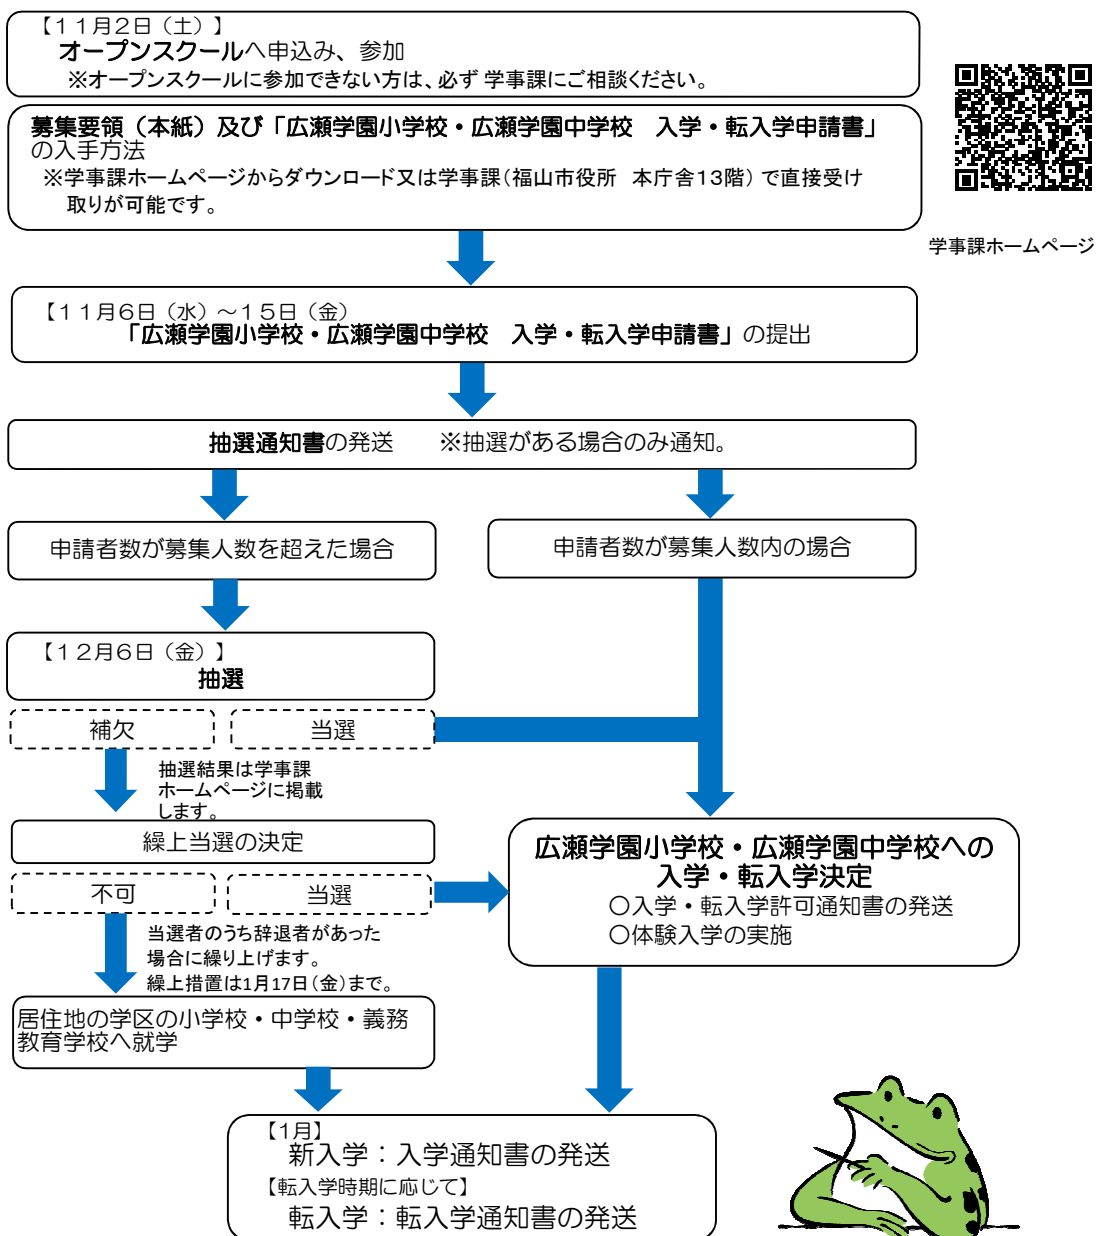 【１１月２日（土）】
オープンスクールへ申込み、参加
※オープンスクールに参加できない方は、必ず 学事課にご相談ください。
募集要領（本紙）及び「広瀬学園小学校・広瀬学園中学校　入学・転入学申請書」
の入手方法
※学事課ホームページからダウンロード又は学事課（福山市役所　本庁舎１３階）で直接受け
取りが可能です。
学事課ホームページ
【１１月６日（水）～１５日（金）
「広瀬学園小学校・広瀬学園中学校　入学・転入学申請書」の提出
抽選通知書の発送　　※抽選がある場合のみ通知。
申請者数が募集人数を超えた場合
申請者数が募集人数内の場合
【１２月６日（金）】
抽選
補欠
当選
抽選結果は学事課
ホームページに掲載
します。
繰上当選の決定
不可
当選
当選者のうち辞退者があった
場合に繰り上げます。
繰上措置は1月17日（金）まで。
広瀬学園小学校・広瀬学園中学校への
入学・転入学決定
〇入学・転入学許可通知書の発送
〇体験入学の実施
居住地の学区の小学校・中学校・義務
教育学校へ就学
【1月】
新入学：入学通知書の発送
【転入学時期に応じて】
転入学：転入学通知書の発送